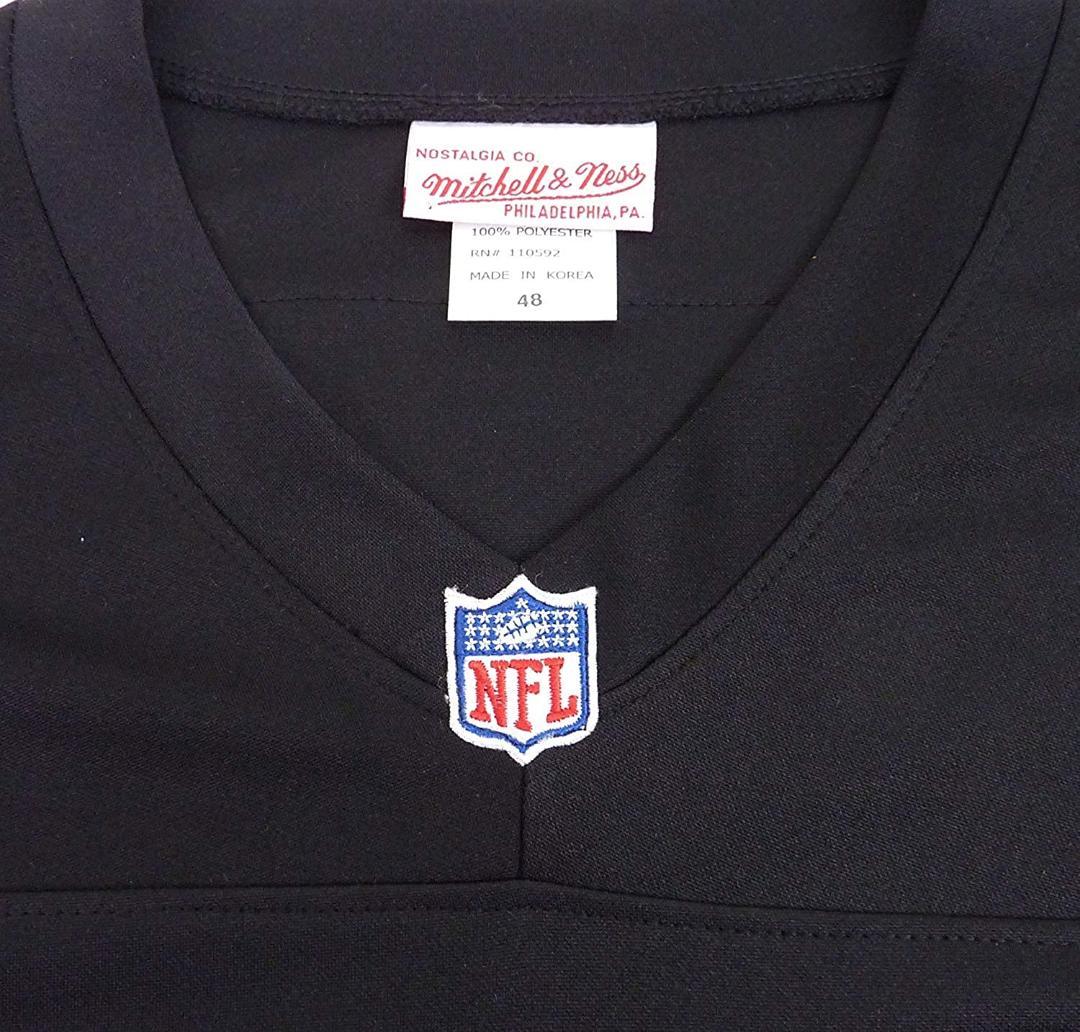 NOSTALGIA CO.
Mitchell & Ness
PHILADELPHIA, PA.
100% POLYESTER
RN# 110592
MADE IN KOREA
48
NFL